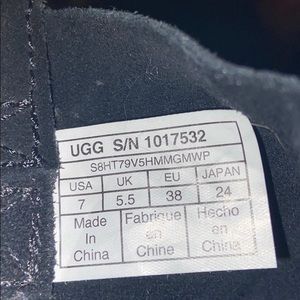 UGG S/N 1017532
S8HT79V5HMMGMWP
USA UK EU JAPAN
7 5.5 38 24
Made Fabriqué Hecho
In en en
China Chine China